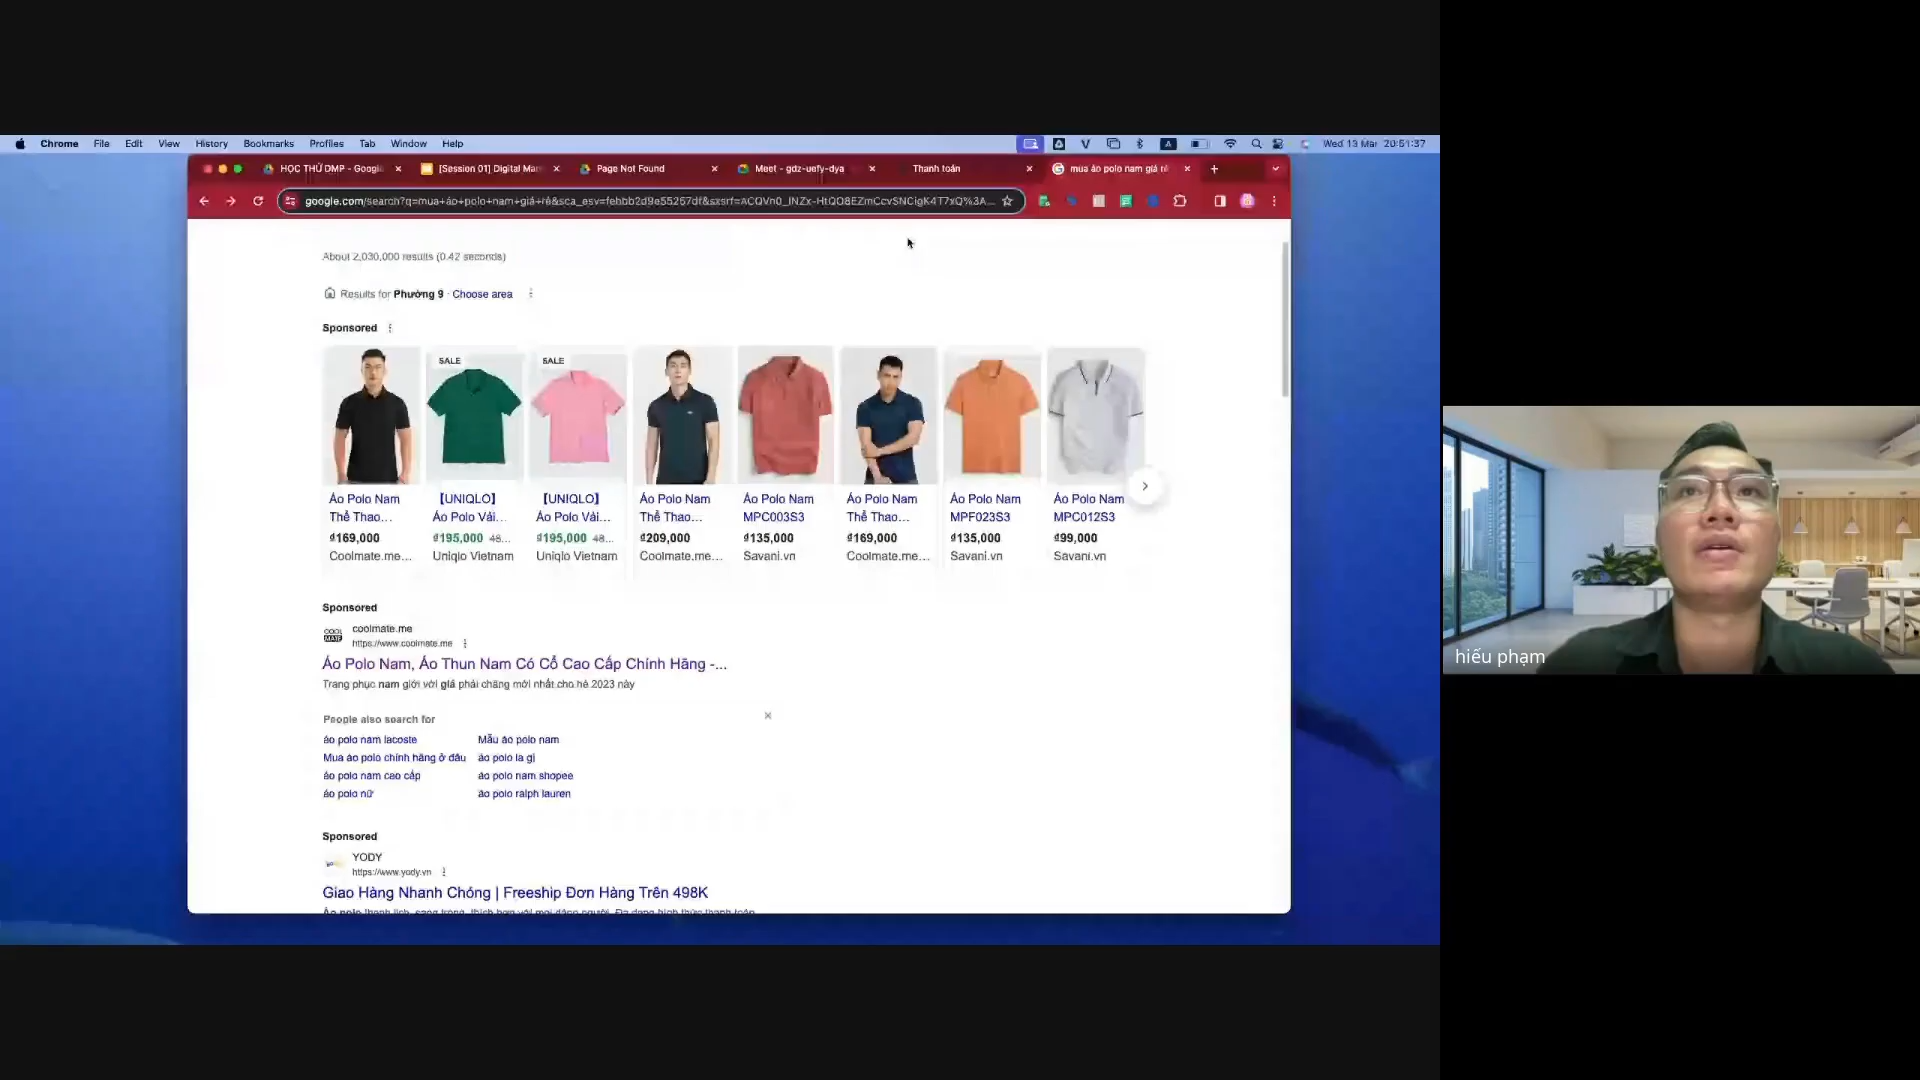 Chrome File Edit View History Bookmarks Profiles Tab Window Help
Wed 13 Mar 20:51:37
HỌC THỬ DMP - Google
[Session 01] Digital Mar
Page Not Found
Meet - gdz-uefy-dya
Thanh toán
mua áo polo nam giá rẻ
About 2,030,000 results (0.42 seconds)
Results for Phường 9 · Choose area
Sponsored
SALE
SALE
Áo Polo Nam Thể Thao...
₫169,000
Coolmate.me...
【UNIQLO】 Áo Polo Vải...
₫195,000 48...
Uniqlo Vietnam
【UNIQLO】 Áo Polo Vải...
₫195,000 48...
Uniqlo Vietnam
Áo Polo Nam Thể Thao...
₫209,000
Coolmate.me...
Áo Polo Nam MPC003S3
₫135,000
Savani.vn
Áo Polo Nam Thể Thao...
₫169,000
Coolmate.me...
Áo Polo Nam MPF023S3
₫135,000
Savani.vn
Áo Polo Nam MPC012S3
₫99,000
Savani.vn
Sponsored
COOL MATE
coolmate.me
https://www.coolmate.me
Áo Polo Nam, Áo Thun Nam Có Cổ Cao Cấp Chính Hãng -...
Trang phục nam giới với giá phải chăng mới nhất cho hè 2023 này
People also search for
áo polo nam lacoste
Mẫu áo polo nam
Mua áo polo chính hãng ở đâu
áo polo là gì
áo polo nam cao cấp
áo polo nam shopee
áo polo nữ
áo polo ralph lauren
Sponsored
YODY
https://www.yody.vn
Giao Hàng Nhanh Chóng | Freeship Đơn Hàng Trên 498K
hiếu phạm